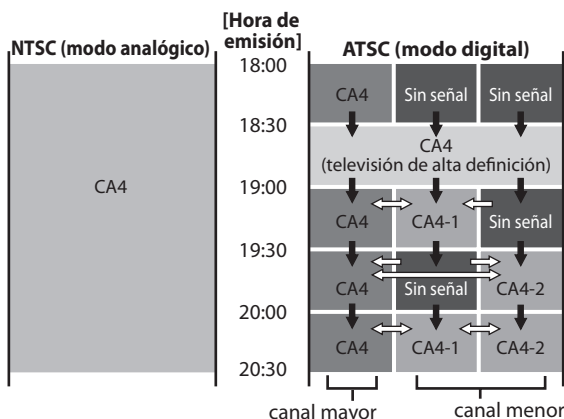 [Hora de
emisión]
NTSC (modo analógico)
ATSC (modo digital)
18:00
CA4
Sin señal
Sin señal
18:30
CA4
(televisión de alta definición)
CA4
19:00
CA4
CA4-1
Sin señal
19:30
CA4
Sin señal
CA4-2
20:00
CA4
CA4-1
CA4-2
20:30
canal mayor
canal menor